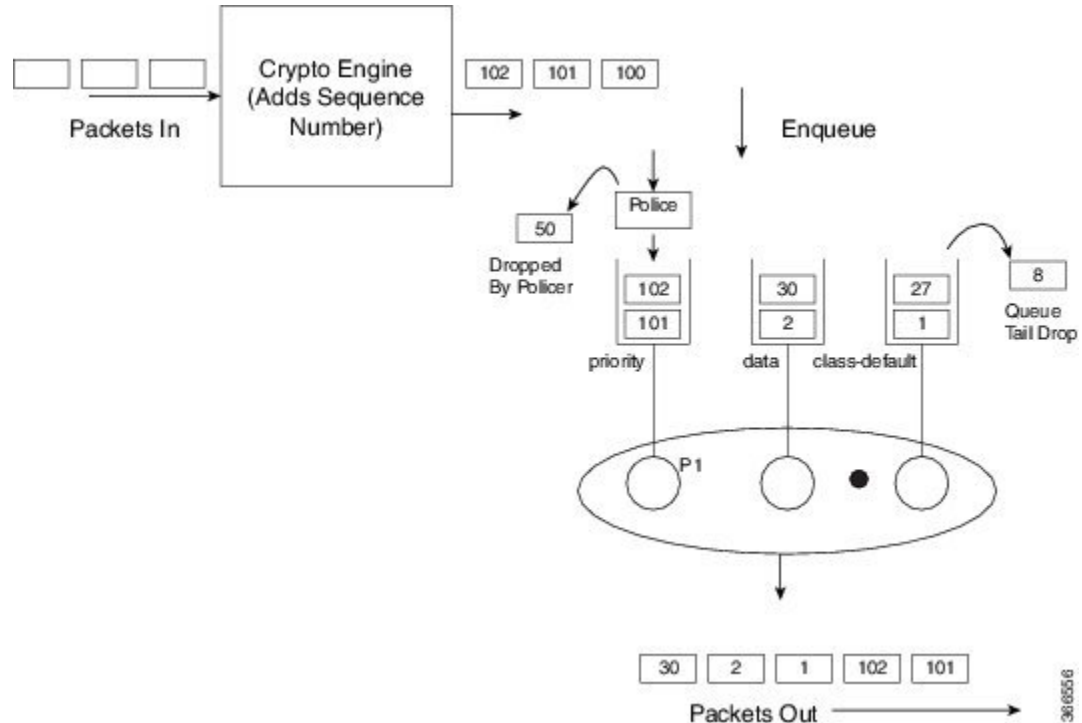 Crypto Engine
(Adds Sequence
Number)
102 101 100
Packets In
Enqueue
Police
50
Dropped
By Policer
102 30 27
101 2 1
8
Queue
Tail Drop
priority data class-default
P1
30 2 1 102 101
Packets Out
366556